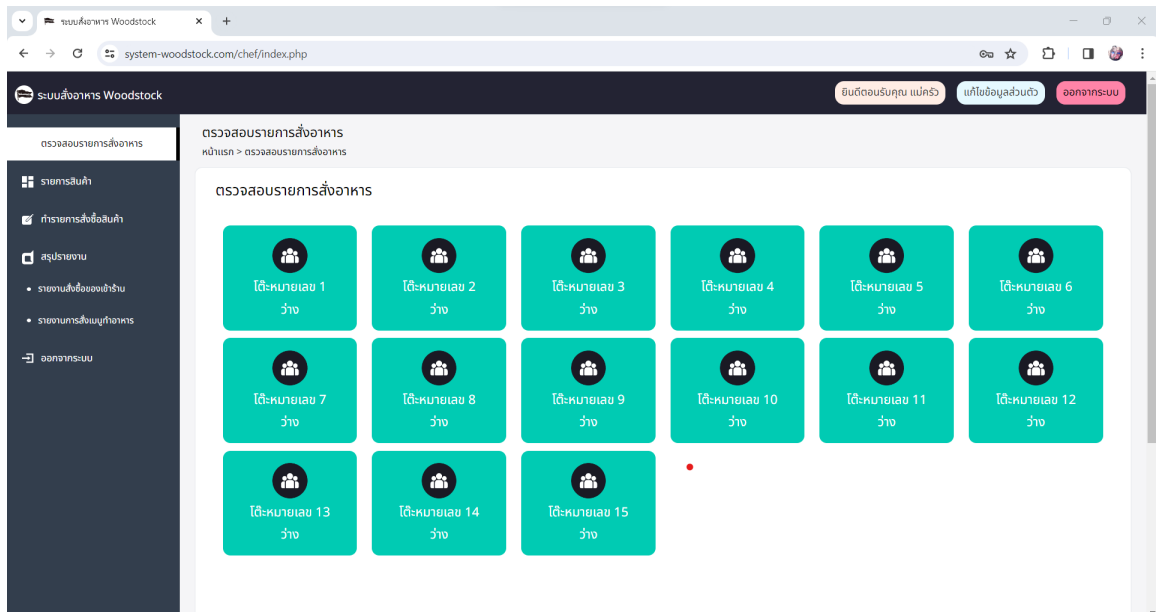 ระบบสั่งอาหาร Woodstock
system-woodstock.com/chef/index.php
ระบบสั่งอาหาร Woodstock
ยินดีตอนรับคุณ แม่ครัว
แก้ไขข้อมูลส่วนตัว
ออกจากระบบ
ตรวจสอบรายการสั่งอาหาร
รายการสินค้า
ทำรายการสั่งซื้อสินค้า
สรุปรายงาน
รายงานสั่งซื้อของเข้าร้าน
รายงานการสั่งเมนูทำอาหาร
ออกจากระบบ
ตรวจสอบรายการสั่งอาหาร
หน้าแรก > ตรวจสอบรายการสั่งอาหาร
ตรวจสอบรายการสั่งอาหาร
โต๊ะหมายเลข 1
ว่าง
โต๊ะหมายเลข 2
ว่าง
โต๊ะหมายเลข 3
ว่าง
โต๊ะหมายเลข 4
ว่าง
โต๊ะหมายเลข 5
ว่าง
โต๊ะหมายเลข 6
ว่าง
โต๊ะหมายเลข 7
ว่าง
โต๊ะหมายเลข 8
ว่าง
โต๊ะหมายเลข 9
ว่าง
โต๊ะหมายเลข 10
ว่าง
โต๊ะหมายเลข 11
ว่าง
โต๊ะหมายเลข 12
ว่าง
โต๊ะหมายเลข 13
ว่าง
โต๊ะหมายเลข 14
ว่าง
โต๊ะหมายเลข 15
ว่าง